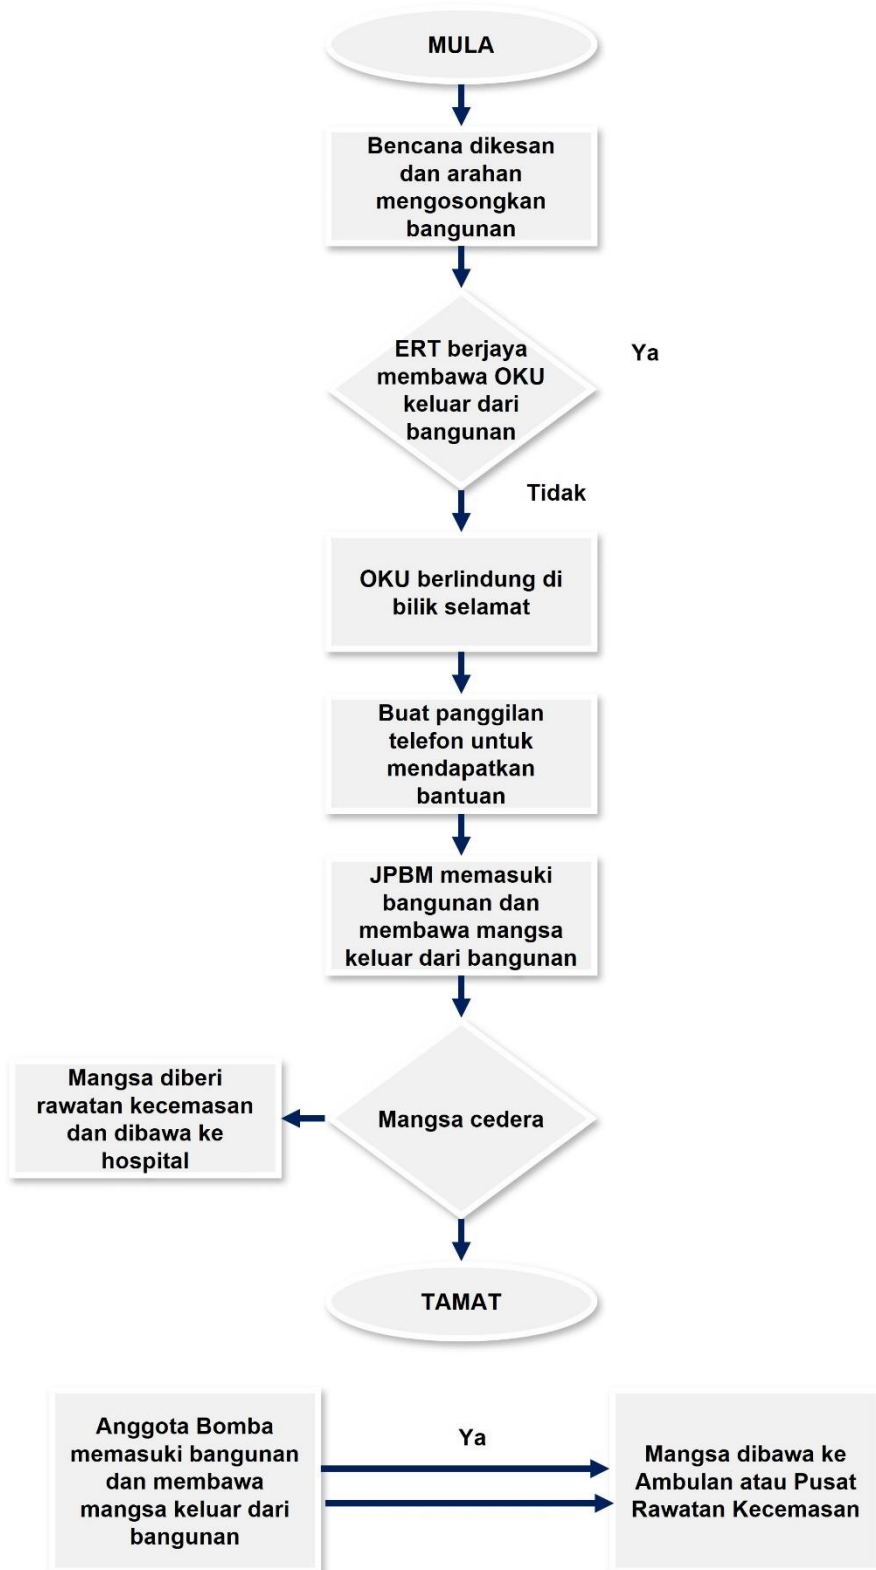 MULA
Bencana dikesan
dan arahan
mengosongkan
bangunan
ERT berjaya
membawa OKU
keluar dari
bangunan
Ya
Tidak
OKU berlindung di
bilik selamat
Buat panggilan
telefon untuk
mendapatkan
bantuan
JPBM memasuki
bangunan dan
membawa mangsa
keluar dari bangunan
Mangsa diberi
rawatan kecemasan
dan dibawa ke
hospital
Mangsa cedera
TAMAT
Anggota Bomba
memasuki bangunan
dan membawa
mangsa keluar dari
bangunan
Ya
Mangsa dibawa ke
Ambulan atau Pusat
Rawatan Kecemasan